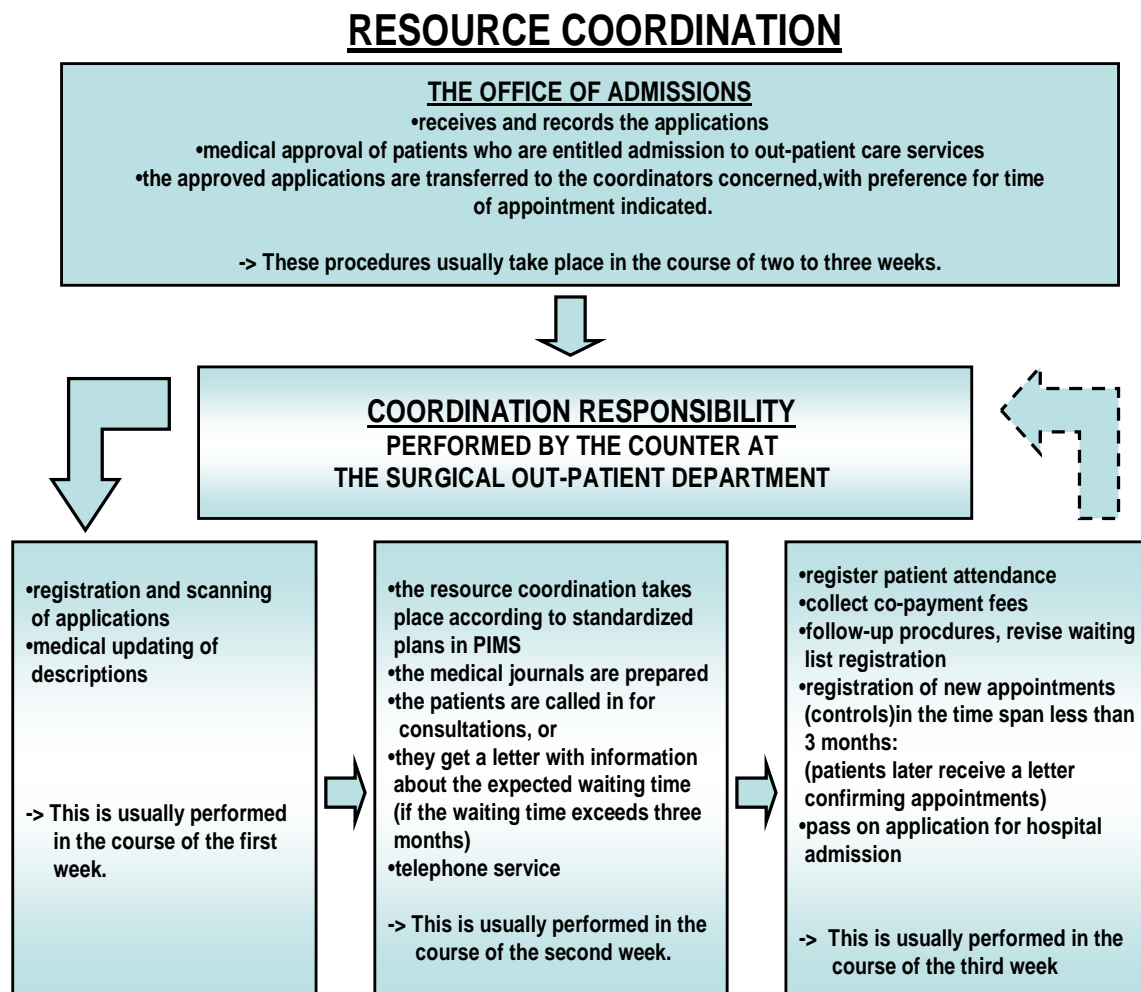 RESOURCE COORDINATION
THE OFFICE OF ADMISSIONS
•receives and records the applications
•medical approval of patients who are entitled admission to out-patient care services
•the approved applications are transferred to the coordinators concerned,with preference for time
of appointment indicated.
-> These procedures usually take place in the course of two to three weeks.
COORDINATION RESPONSIBILITY
PERFORMED BY THE COUNTER AT
THE SURGICAL OUT-PATIENT DEPARTMENT
•registration and scanning
of applications
•medical updating of
descriptions
-> This is usually performed
in the course of the first
week.
•the resource coordination takes
place according to standardized
plans in PIMS
•the medical journals are prepared
•the patients are called in for
consultations, or
•they get a letter with information
about the expected waiting time
(if the waiting time exceeds three
months)
•telephone service
-> This is usually performed in the
course of the second week.
•register patient attendance
•collect co-payment fees
•follow-up procdures, revise waiting
list registration
•registration of new appointments
(controls)in the time span less than
3 months:
(patients later receive a letter
confirming appointments)
•pass on application for hospital
admission
-> This is usually performed in the
course of the third week